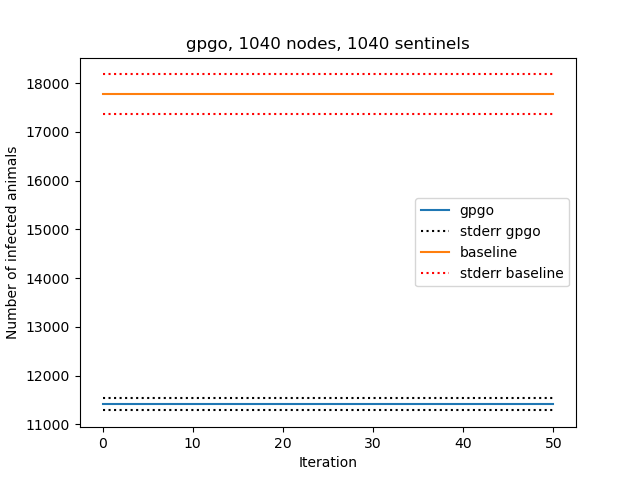 gpgo, 1040 nodes, 1040 sentinels
18000
17000
16000
15000
14000
13000
12000
11000
Number of infected animals
gpgo
stderr gpgo
baseline
stderr baseline
0 10 20 30 40 50
Iteration